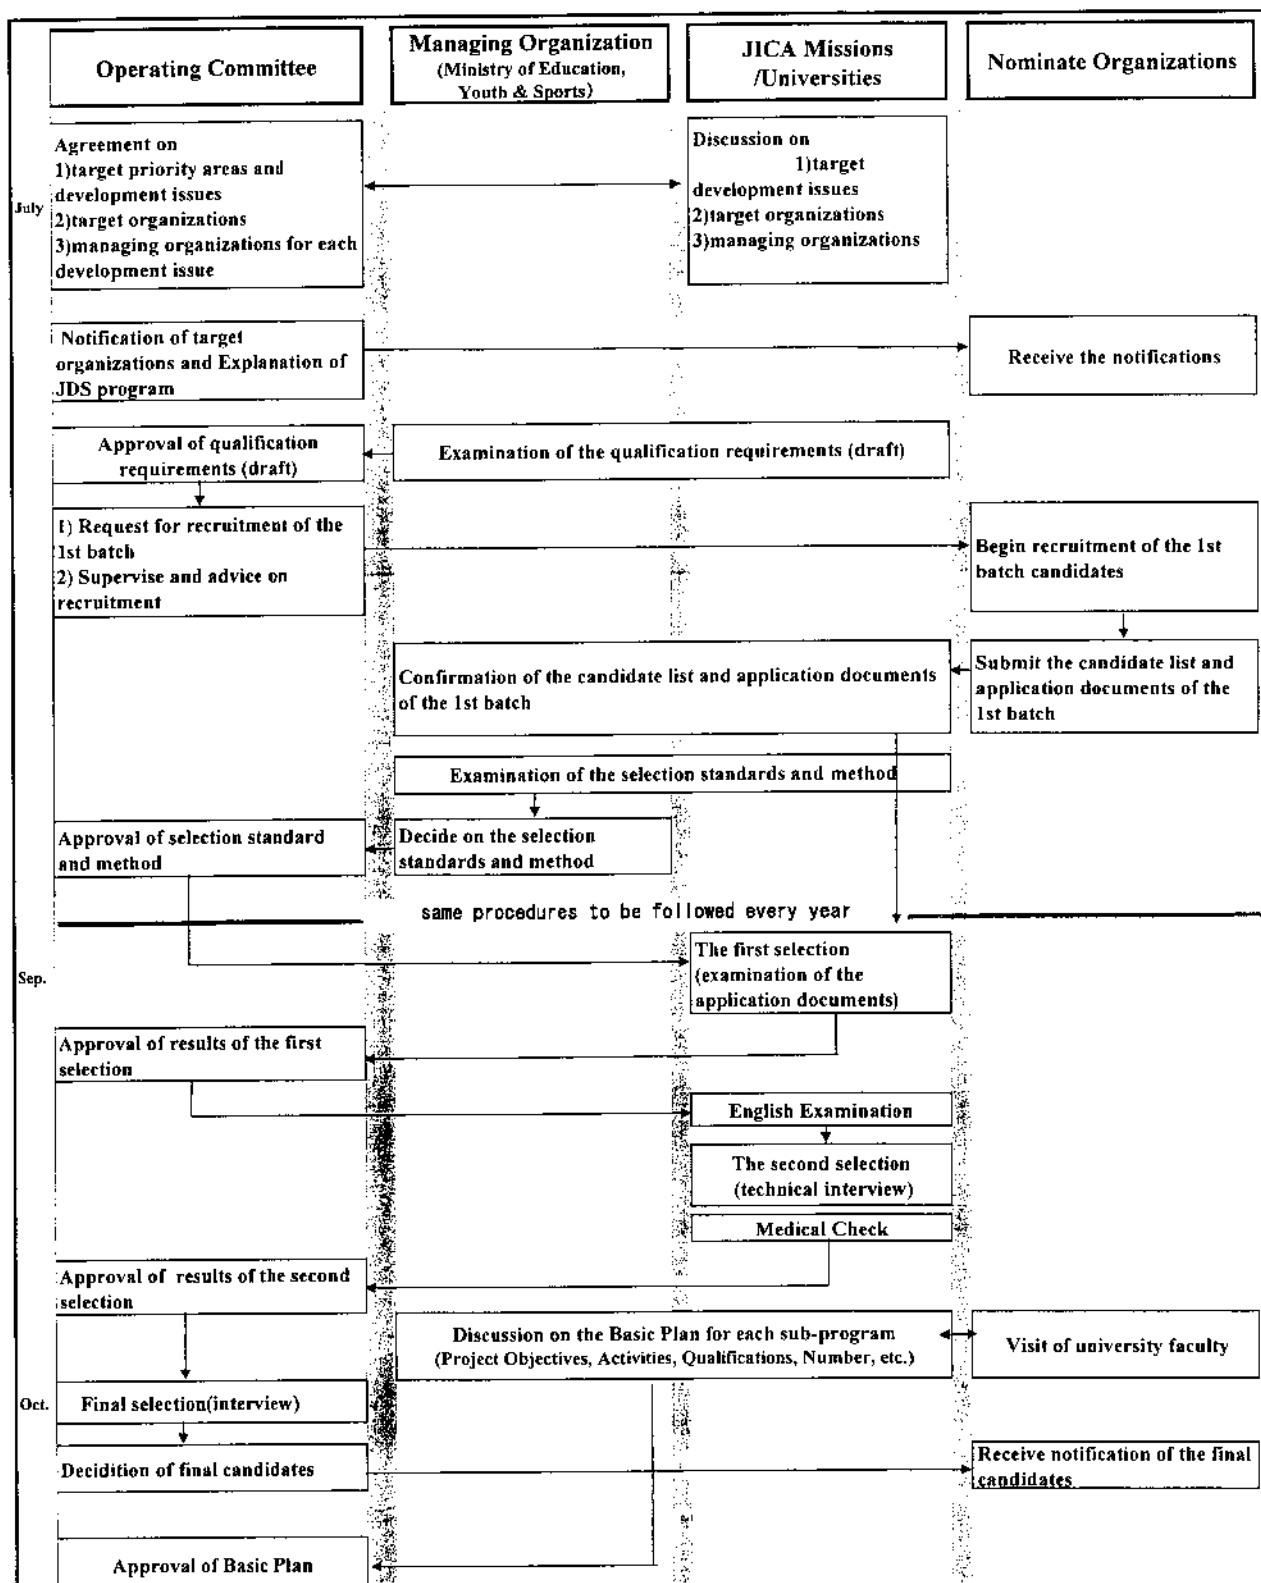 Operating Committee
Managing Organization
(Ministry of Education,
Youth & Sports)
JICA Missions
/Universities
Nominate Organizations
Agreement on
1)target priority areas and
development issues
2)target organizations
3)managing organizations for each
development issue
Discussion on
1)target
development issues
2)target organizations
3)managing organizations
July
Notification of target
organizations and Explanation of
JDS program
Receive the notifications
Approval of qualification
requirements (draft)
Examination of the qualification requirements (draft)
1) Request for recruitment of the
1st batch
2) Supervise and advice on
recruitment
Begin recruitment of the 1st
batch candidates
Confirmation of the candidate list and application documents
of the 1st batch
Submit the candidate list and
application documents of the
1st batch
Examination of the selection standards and method
Approval of selection standard
and method
Decide on the selection
standards and method
same procedures to be followed every year
Sep.
The first selection
(examination of the
application documents)
Approval of results of the first
selection
English Examination
The second selection
(technical interview)
Medical Check
Approval of results of the second
selection
Discussion on the Basic Plan for each sub-program
(Project Objectives, Activities, Qualifications, Number, etc.)
Visit of university faculty
Oct.
Final selection(interview)
Decidition of final candidates
Receive notification of the final
candidates
Approval of Basic Plan